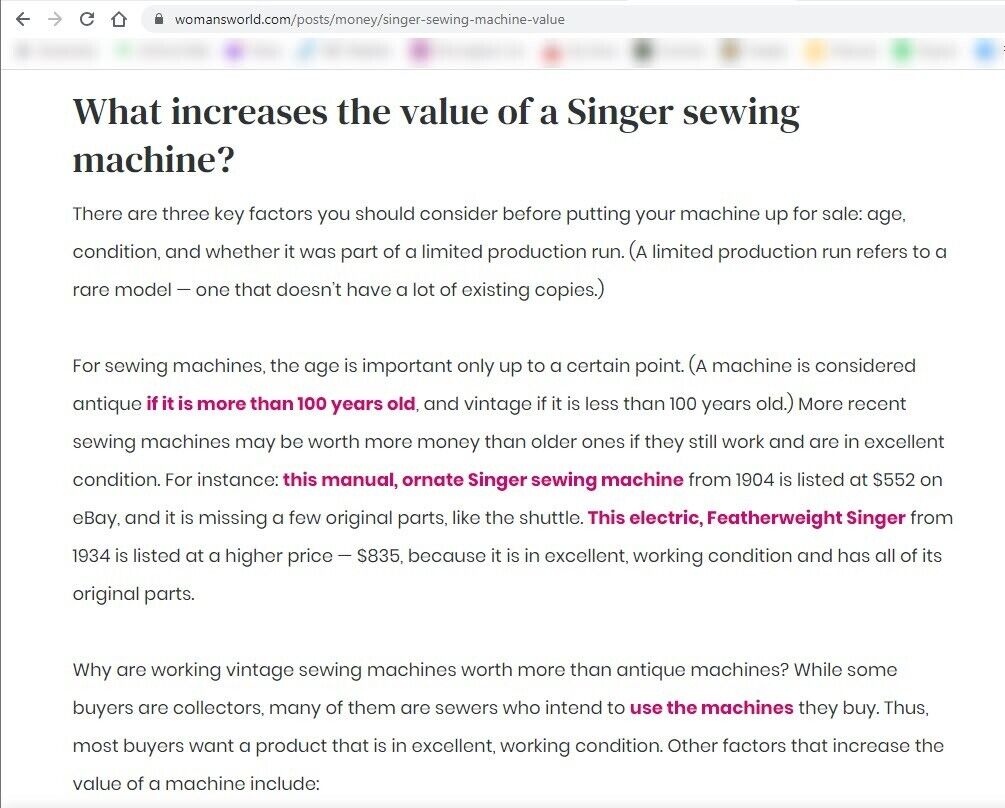 womansworld.com/posts/money/singer-sewing-machine-value
What increases the value of a Singer sewing
machine?
There are three key factors you should consider before putting your machine up for sale: age,
condition, and whether it was part of a limited production run. (A limited production run refers to a
rare model — one that doesn't have a lot of existing copies.)
For sewing machines, the age is important only up to a certain point. (A machine is considered
antique if it is more than 100 years old, and vintage if it is less than 100 years old.) More recent
sewing machines may be worth more money than older ones if they still work and are in excellent
condition. For instance: this manual, ornate Singer sewing machine from 1904 is listed at $552 on
eBay, and it is missing a few original parts, like the shuttle. This electric, Featherweight Singer from
1934 is listed at a higher price — $835, because it is in excellent, working condition and has all of its
original parts.
Why are working vintage sewing machines worth more than antique machines? While some
buyers are collectors, many of them are sewers who intend to use the machines they buy. Thus,
most buyers want a product that is in excellent, working condition. Other factors that increase the
value of a machine include: